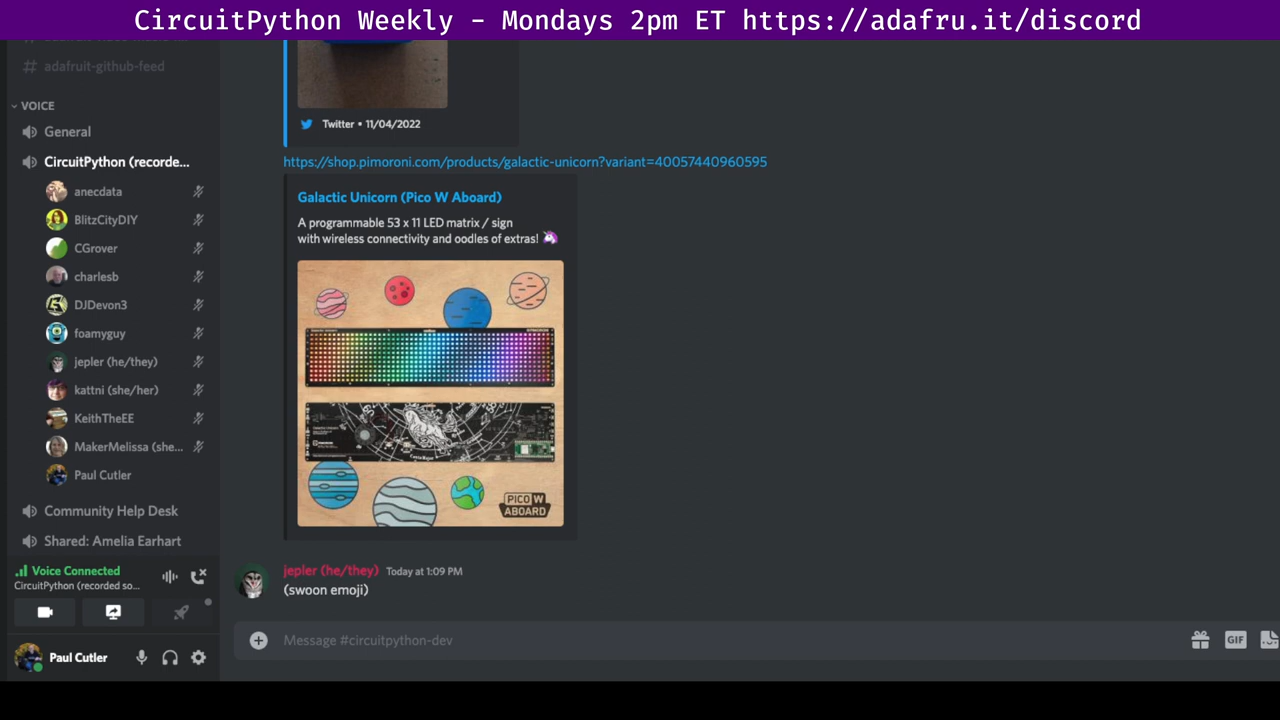 CircuitPython Weekly - Mondays 2pm ET https://adafru.it/discord
# adafruit-github-feed
VOICE
General
CircuitPython (recorde...
anecdata
BlitzCityDIY
CGrover
charlesb
DJDevon3
foamyguy
jepler (he/they)
kattni (she/her)
KeithTheEE
MakerMelissa (she...
Paul Cutler
Community Help Desk
Shared: Amelia Earhart
Voice Connected
CircuitPython (recorded so...
Paul Cutler
Twitter • 11/04/2022
https://shop.pimoroni.com/products/galactic-unicorn?variant=40057440960595
Galactic Unicorn (Pico W Aboard)
A programmable 53 x 11 LED matrix / sign
with wireless connectivity and oodles of extras! 🦄
PICO W
ABOARD
jepler (he/they) Today at 1:09 PM
(swoon emoji)
Message #circuitpython-dev
GIF